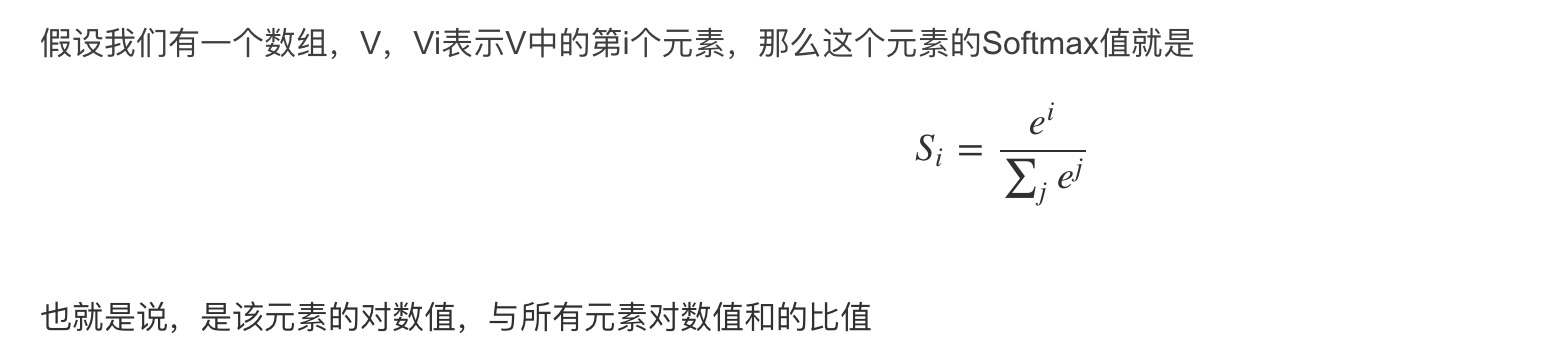 假设我们有一个数组，V，Vi表示V中的第i个元素，那么这个元素的Softmax值就是
S_i = \frac{e^i}{\sum_j e^j}
也就是说，是该元素的对数值，与所有元素对数值和的比值